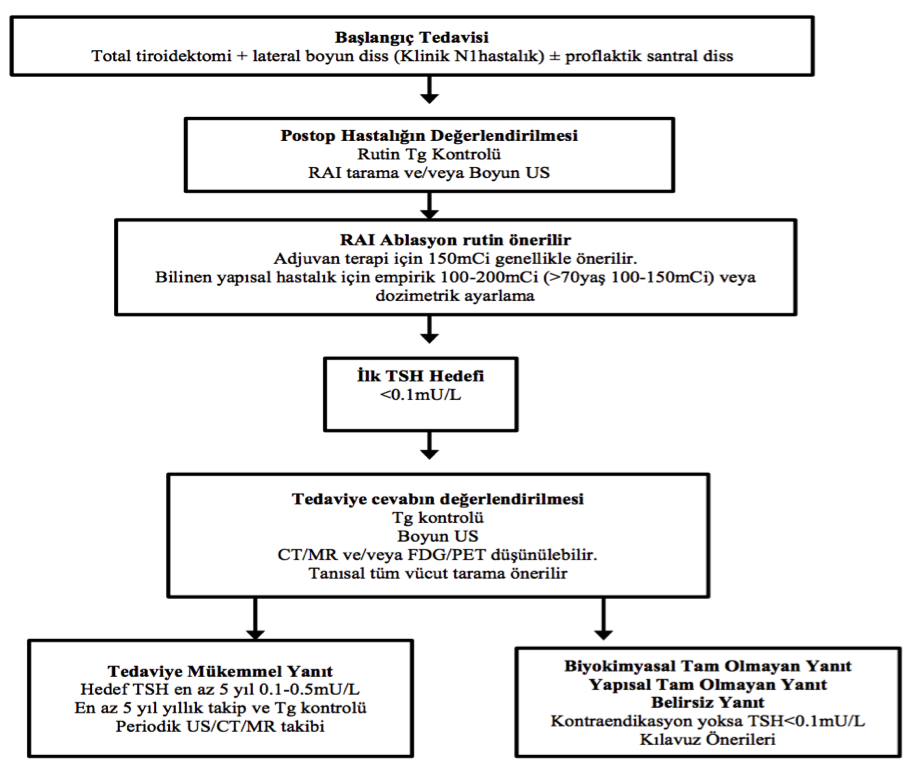 Başlangıç Tedavisi
Total tiroidektomi + lateral boyun diss (Klinik N1hastalık) ± proflaktik santral diss
Postop Hastalığın Değerlendirilmesi
Rutin Tg Kontrolü
RAI tarama ve/veya Boyun US
RAI Ablasyon rutin önerilir
Adjuvan terapi için 150mCi genellikle önerilir.
Bilinen yapısal hastalık için empirik 100-200mCi (>70yaş 100-150mCi) veya
dozimetrik ayarlama
İlk TSH Hedefi
<0.1mU/L
Tedaviye cevabın değerlendirilmesi
Tg kontrolü
Boyun US
CT/MR ve/veya FDG/PET düşünülebilir.
Tanısal tüm vücut tarama önerilir
Tedaviye Mükemmel Yanıt
Hedef TSH en az 5 yıl 0.1-0.5mU/L
En az 5 yıl yıllık takip ve Tg kontrolü
Periodik US/CT/MR takibi
Biyokimyasal Tam Olmayan Yanıt
Yapısal Tam Olmayan Yanıt
Belirsiz Yanıt
Kontraendikasyon yoksa TSH<0.1mU/L
Kılavuz Önerileri